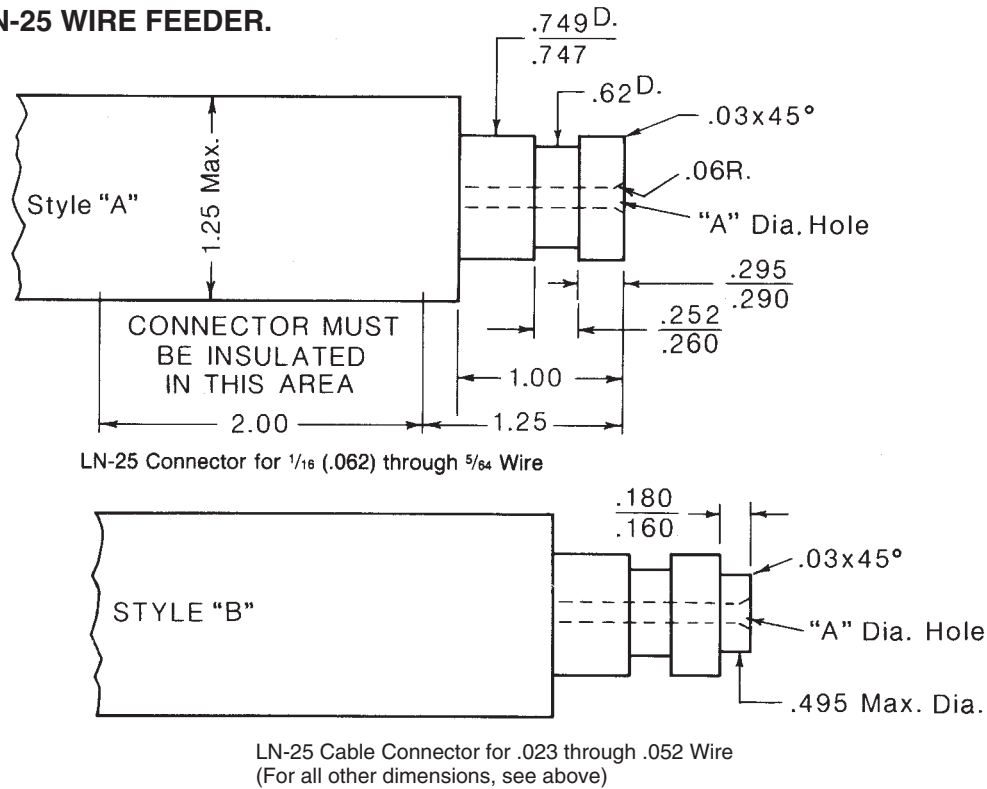 N-25 WIRE FEEDER.
.749 D.
.747
.62 D.
.03x45°
.06R.
"A" Dia. Hole
Style "A"
1.25 Max.
.295
.290
.252
.260
CONNECTOR MUST
BE INSULATED
IN THIS AREA
1.00
2.00
1.25
LN-25 Connector for 1/16 (.062) through 5/64 Wire
.180
.160
.03x45°
STYLE "B"
"A" Dia. Hole
.495 Max. Dia.
LN-25 Cable Connector for .023 through .052 Wire
(For all other dimensions, see above)